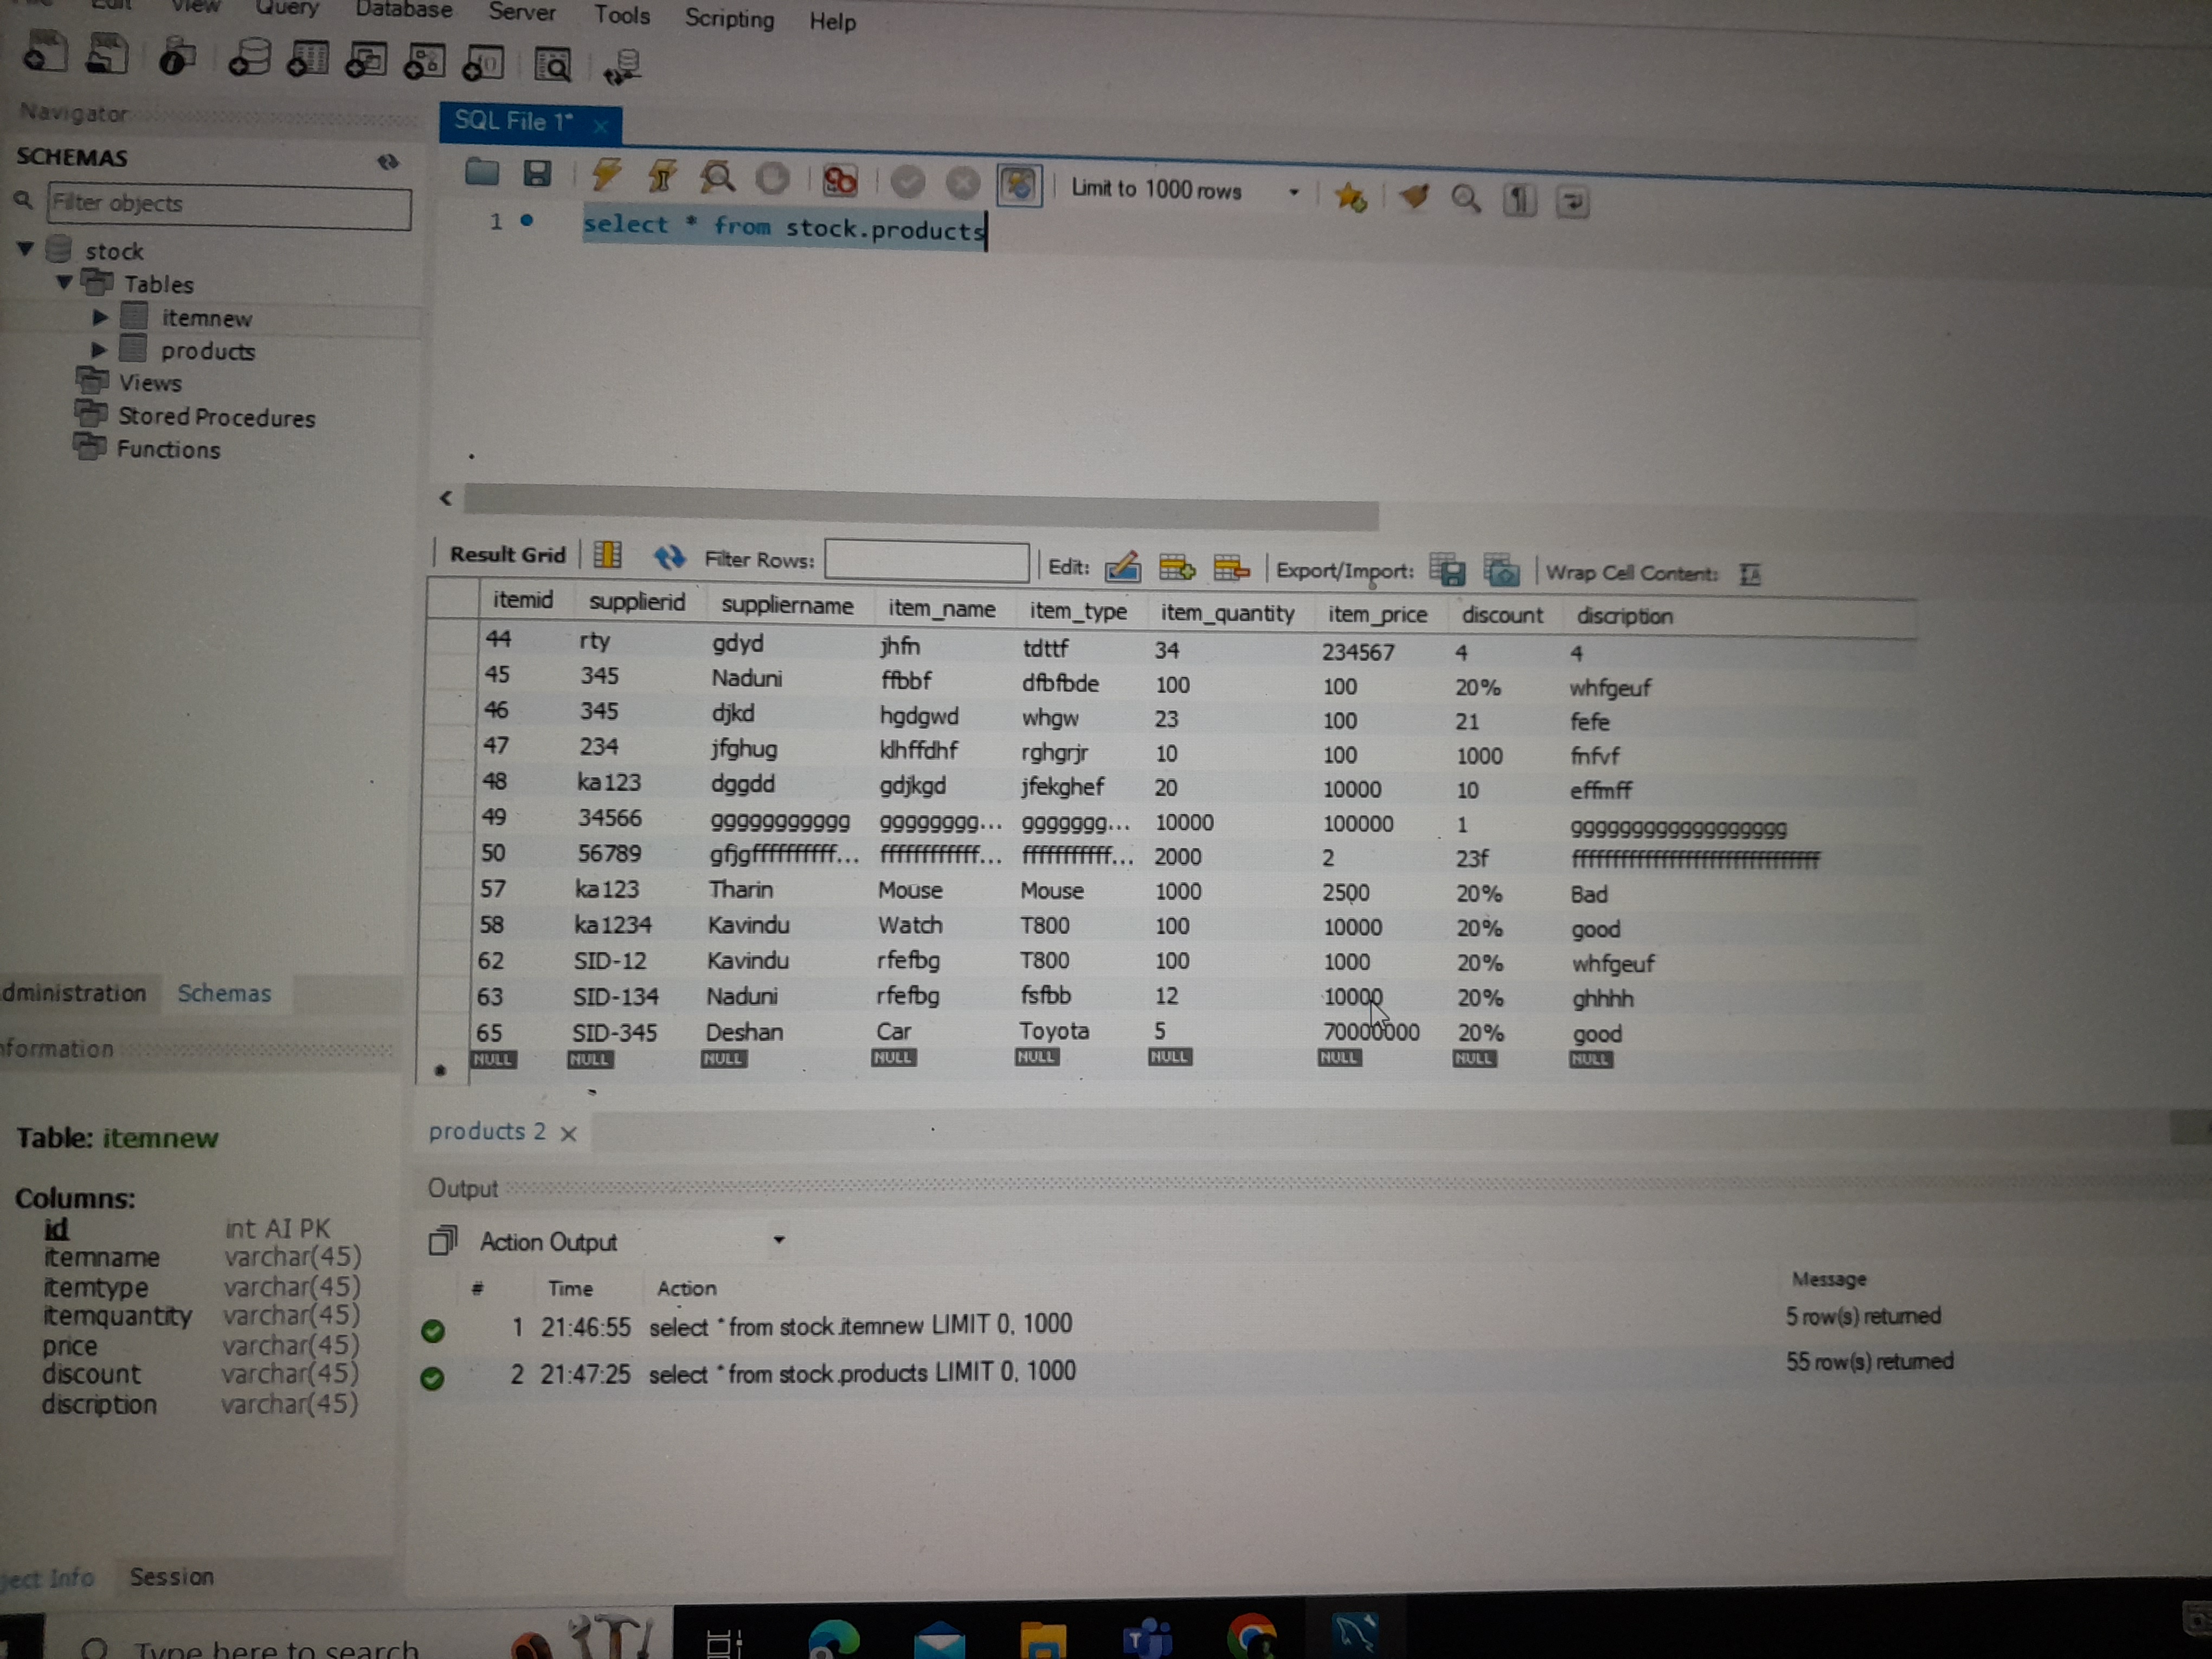 View Query Database Server Tools Scripting Help
Navigator
SCHEMAS
Filter objects
stock
Tables
itemnew
products
Views
Stored Procedures
Functions
SQL File 1*
Limit to 1000 rows
1 select * from stock.products
Result Grid Filter Rows: Edit: Export/Import: Wrap Cell Content:
itemid supplierid suppliername item_name item_type item_quantity item_price discount discription
44 rty gdyd jhfn tdttf 34 234567 4 4
45 345 Naduni ffbbf dfbfbde 100 100 20% whfgeuf
46 345 djkd hgdgwd whgw 23 100 21 fefe
47 234 jfghug klhffdhf rghgrjr 10 100 1000 fnfvf
48 ka123 dggdd gdjkgd jfekghef 20 10000 10 effmff
49 34566 ggggggggggg gggggggg... ggggggg... 10000 100000 1 gggggggggggggggggg
50 56789 gfjgffffffffff... ffffffffffff... fffffffffff... 2000 2 23f
57 ka123 Tharin Mouse Mouse 1000 2500 20% Bad
58 ka1234 Kavindu Watch T800 100 10000 20% good
62 SID-12 Kavindu rfefbg T800 100 1000 20% whfgeuf
63 SID-134 Naduni rfefbg fsfbb 12 10000 20% ghhhh
65 SID-345 Deshan Car Toyota 5 70000000 20% good
NULL NULL NULL NULL NULL NULL NULL NULL NULL
products 2
dministration Schemas
nformation
Table: itemnew
Columns:
id int AI PK
itemname varchar(45)
itemtype varchar(45)
itemquantity varchar(45)
price varchar(45)
discount varchar(45)
discription varchar(45)
ject Info Session
Output
Action Output
# Time Action Message
1 21:46:55 select * from stock.itemnew LIMIT 0, 1000 5 row(s) returned
2 21:47:25 select * from stock.products LIMIT 0, 1000 55 row(s) returned
Type here to search